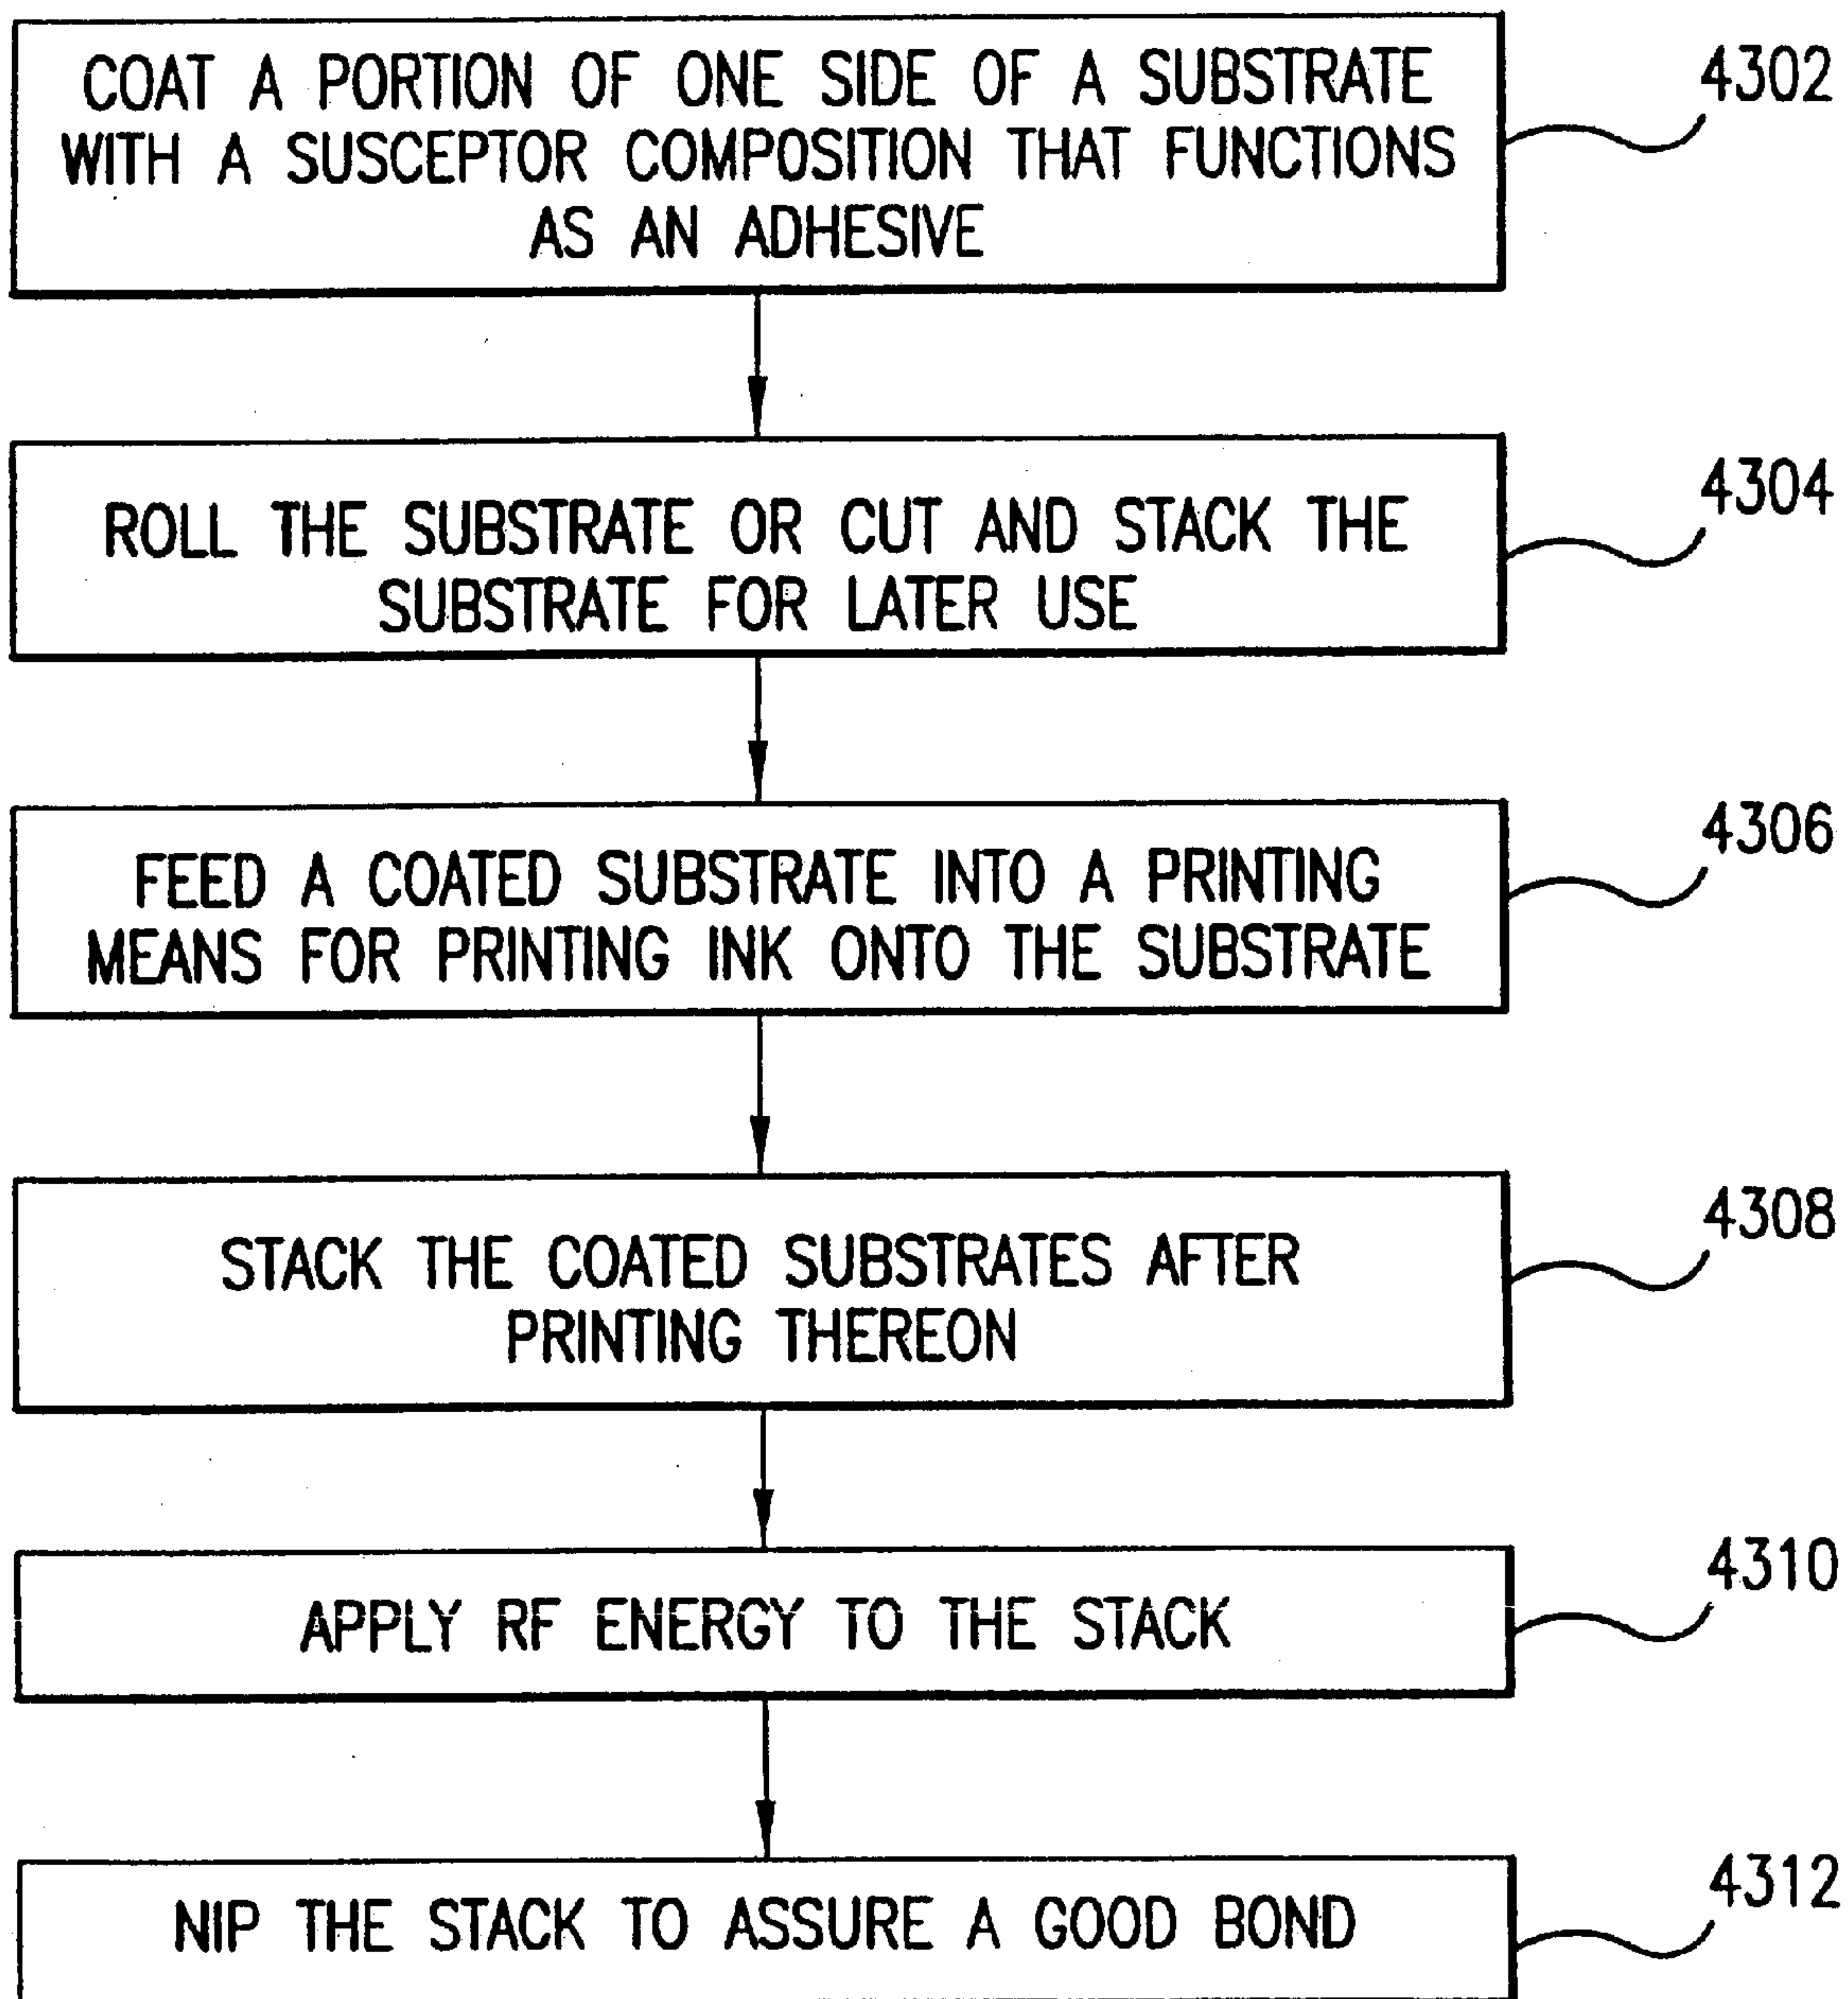 COAT A PORTION OF ONE SIDE OF A SUBSTRATE
WITH A SUSCEPTOR COMPOSITION THAT FUNCTIONS
AS AN ADHESIVE
4302
ROLL THE SUBSTRATE OR CUT AND STACK THE
SUBSTRATE FOR LATER USE
4304
FEED A COATED SUBSTRATE INTO A PRINTING
MEANS FOR PRINTING INK ONTO THE SUBSTRATE
4306
STACK THE COATED SUBSTRATES AFTER
PRINTING THEREON
4308
APPLY RF ENERGY TO THE STACK
4310
NIP THE STACK TO ASSURE A GOOD BOND
4312